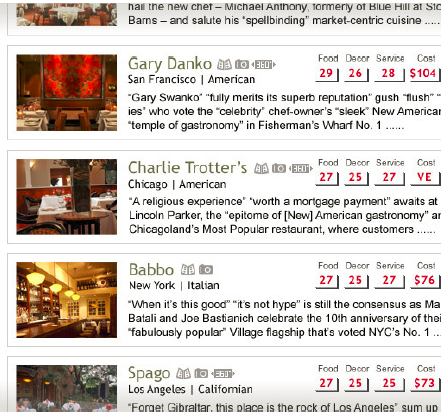 hail the new chef – Michael Anthony, formerly of Blue Hill at Sto
Barns – and salute his “spellbinding” market-centric cuisine .....
Gary Danko 360°
Food Decor Service Cost
San Francisco | American
29 26 28 $104
“Gary Swanko” “fully merits its superb reputation” gush “flush” “
ies” who vote the “celebrity” chef-owner’s “sleek” New American
“temple of gastronomy” in Fisherman’s Wharf No. 1 ......
Charlie Trotter’s 360°
Food Decor Service Cost
Chicago | American
27 25 27 VE
“A religious experience” “worth a mortgage payment” awaits at
Lincoln Parker, the “epitome of [New] American gastronomy” an
Chicagoland’s Most Popular restaurant, where customers ......
Babbo
Food Decor Service Cost
New York | Italian
27 25 27 $76
“When it’s this good” “it’s not hype” is still the consensus as Ma
Batali and Joe Bastianich celebrate the 10th anniversary of thei
“fabulously popular” Village flagship that’s voted NYC’s No. 1 ...
Spago 360°
Food Decor Service Cost
Los Angeles | Californian
27 25 25 $73
“Forget Gibraltar, this place is the rock of Los Angeles” sum up